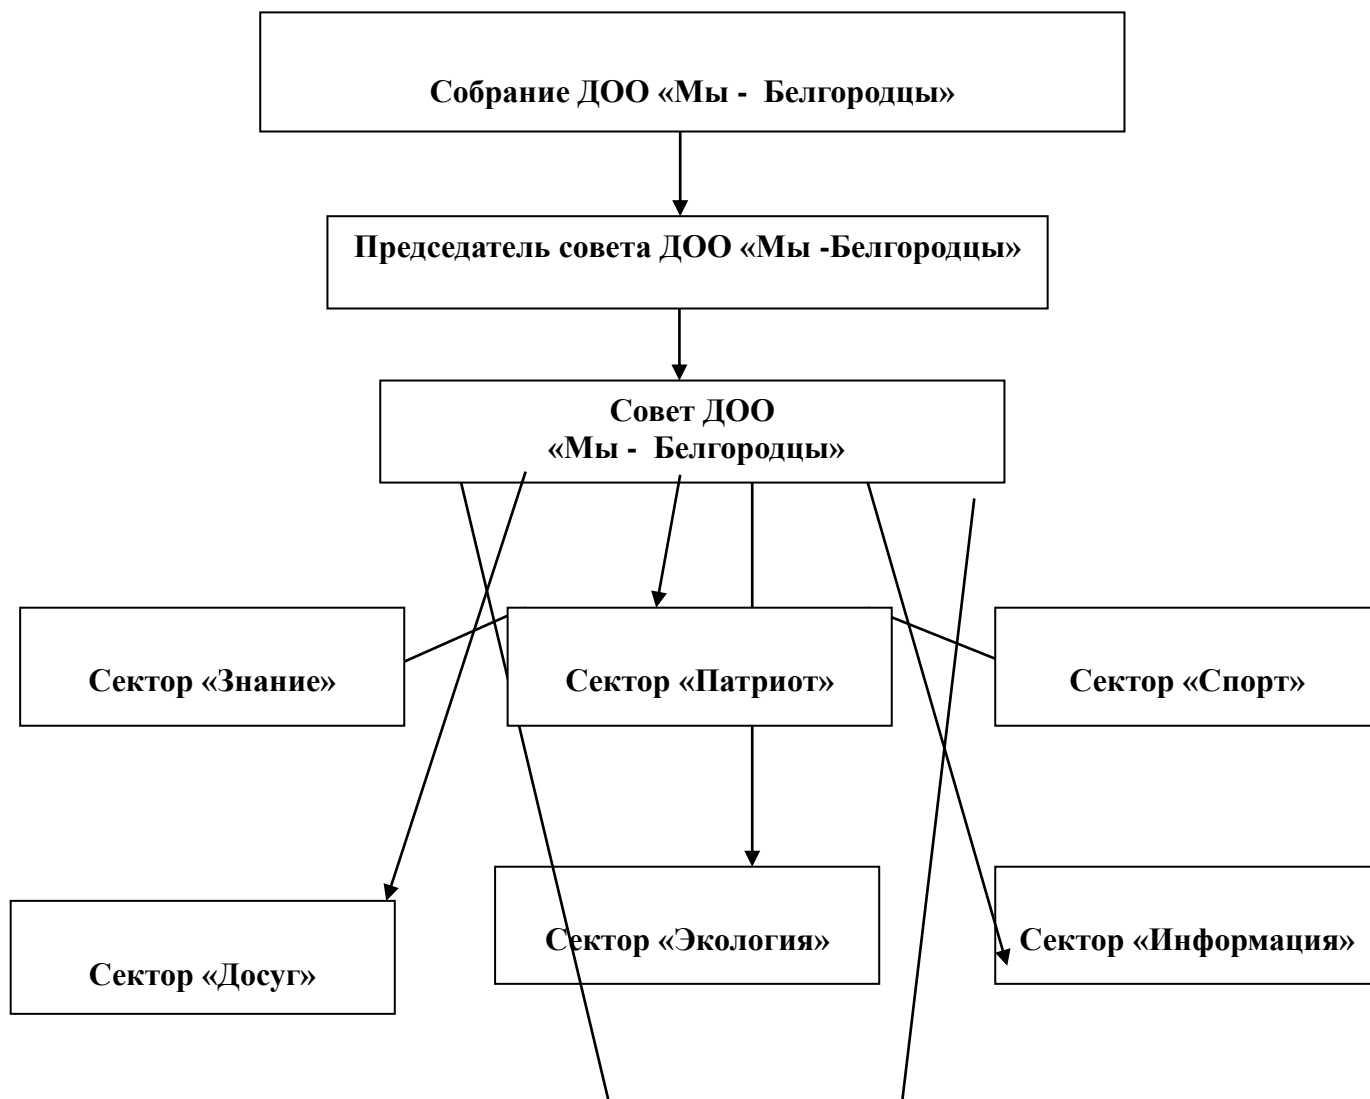 Собрание ДОО «Мы - Белгородцы»
Председатель совета ДОО «Мы -Белгородцы»
Совет ДОО
«Мы - Белгородцы»
Сектор «Знание»
Сектор «Патриот»
Сектор «Спорт»
Сектор «Досуг»
Сектор «Экология»
Сектор «Информация»